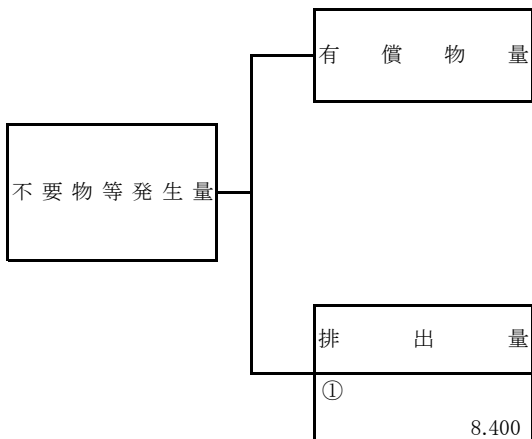 有償物量
不要物等発生量
排出量
①
8.400